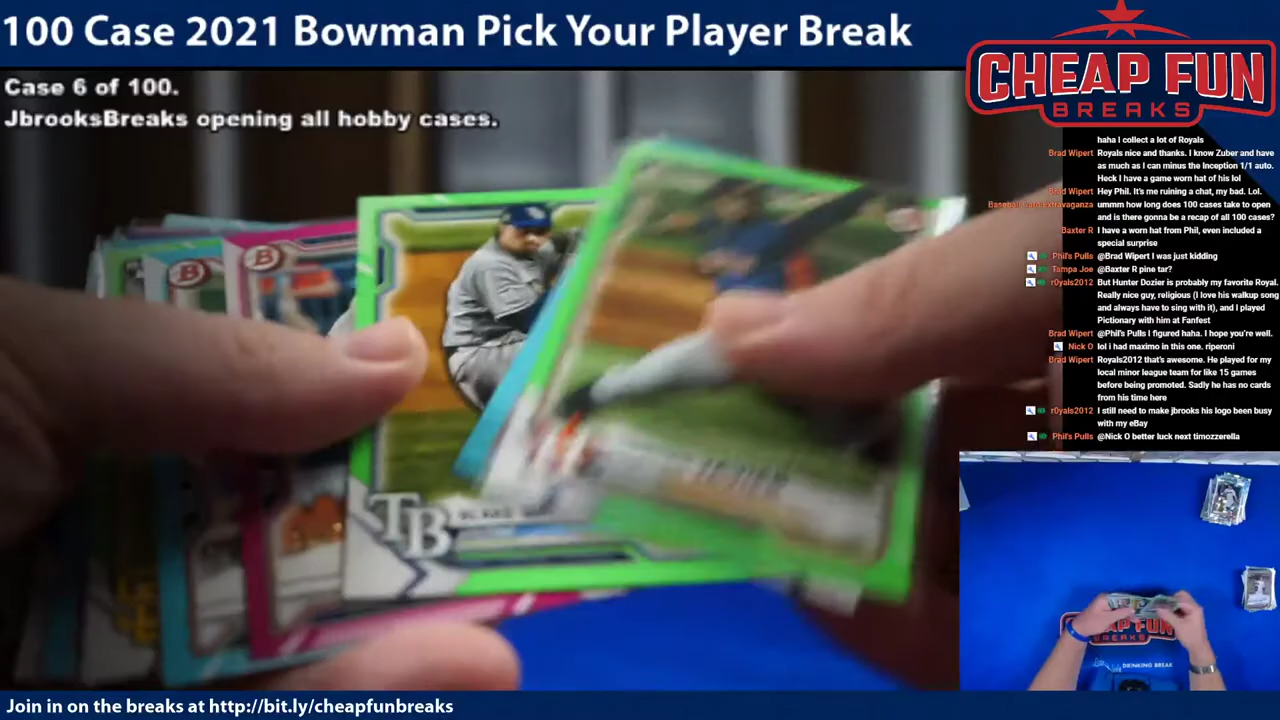 100 Case 2021 Bowman Pick Your Player Break
Case 6 of 100.
JbrooksBreaks opening all hobby cases.
CHEAP FUN
BREAKS
haha I collect a lot of Royals
Brad Wipert Royals nice and thanks. I know Zuber and have
as much as I can minus the Inception 1/1 auto.
Heck I have a game worn hat of his lol
Brad Wipert Hey Phil. It's me ruining a chat, my bad. Lol.
ummm how long does 100 cases take to open
and is there gonna be a recap of all 100 cases?
Baxter R I have a worn hat from Phil, even included a
special surprise
Phil's Pulls @Brad Wipert I was just kidding
Tampa Joe @Baxter R pine tar?
r0yals2012 But Hunter Dozier is probably my favorite Royal.
Really nice guy, religious (I love his walkup song
and always have to sing with it), and I played
Pictionary with him at Fanfest
Brad Wipert @Phil's Pulls I figured haha. I hope you're well.
Nick O lol i had maximo in this one. riperoni
Brad Wipert Royals2012 that's awesome. He played for my
local minor league team for like 15 games
before being promoted. Sadly he has no cards
from his time here
r0yals2012 I still need to make jbrooks his logo been busy
with my eBay
Phil's Pulls @Nick O better luck next timozzerella
TB
CHEAP FUN
BREAKS
DRINKING BREAK
Join in on the breaks at http://bit.ly/cheapfunbreaks